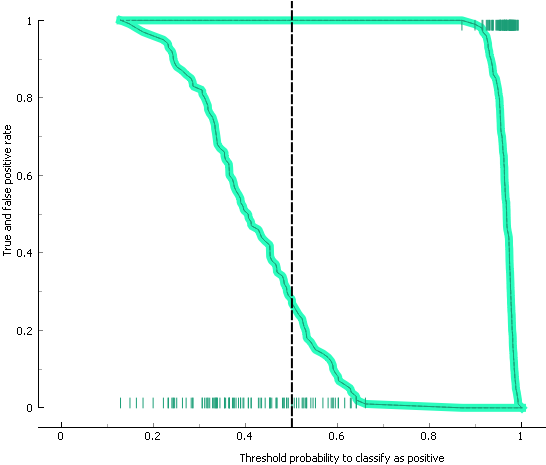 1
0.8
0.6
0.4
0.2
0
0 0.2 0.4 0.6 0.8 1
True and false positive rate
Threshold probability to classify as positive